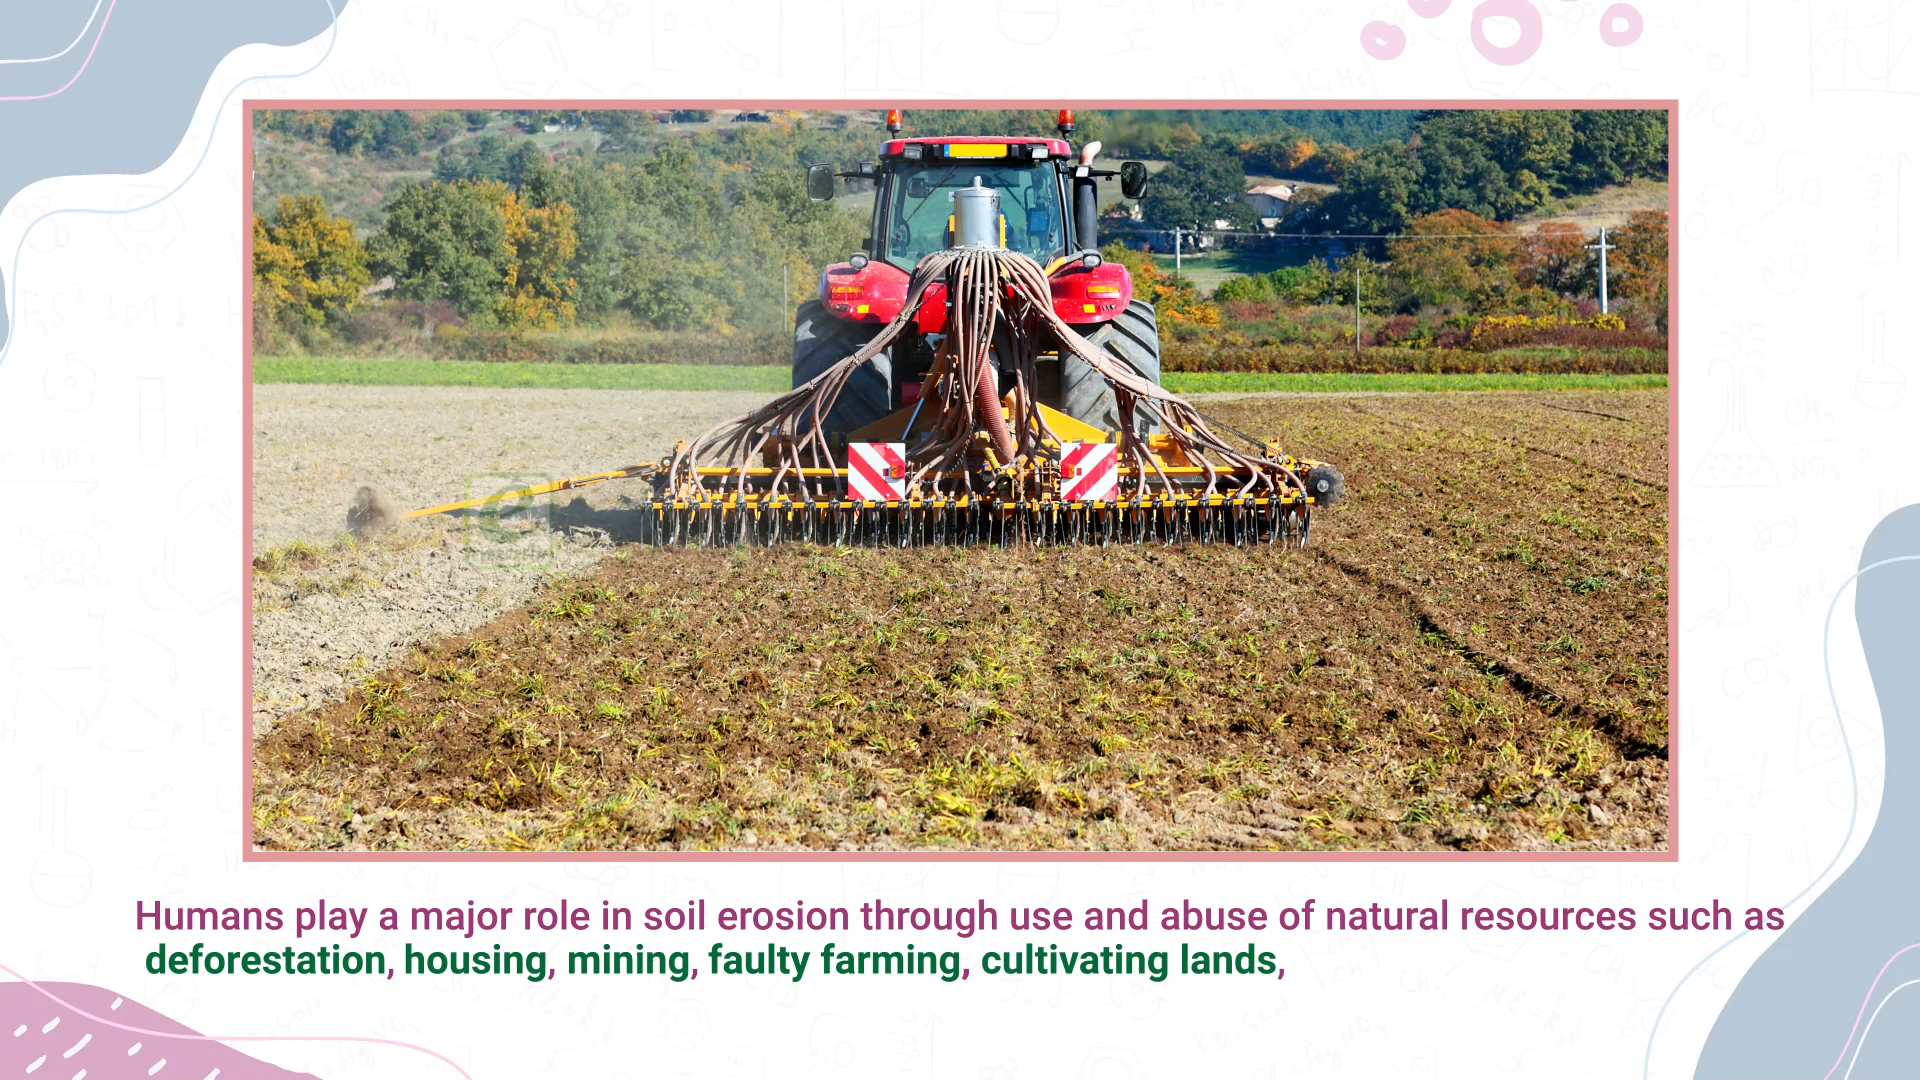 Humans play a major role in soil erosion through use and abuse of natural resources such as
deforestation, housing, mining, faulty farming, cultivating lands,